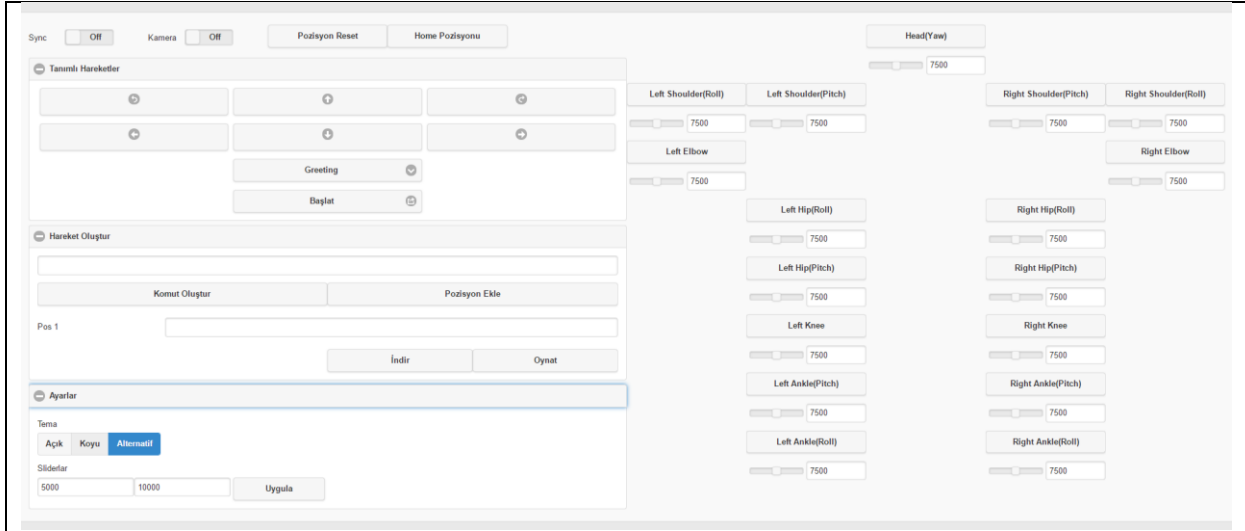 Sync Off Kamera Off Pozisyon Reset Home Pozisyonu Head(Yaw)
7500
Tanımlı Hareketler
Left Shoulder(Roll) Left Shoulder(Pitch) Right Shoulder(Pitch) Right Shoulder(Roll)
7500 7500 7500 7500
Left Elbow Right Elbow
Greeting
7500 7500
Başlat
Left Hip(Roll) Right Hip(Roll)
Hareket Oluştur
7500 7500
Left Hip(Pitch) Right Hip(Pitch)
Komut Oluştur Pozisyon Ekle
7500 7500
Pos 1
Left Knee Right Knee
İndir Oynat
7500 7500
Left Ankle(Pitch) Right Ankle(Pitch)
Ayarlar
7500 7500
Tema
Açık Koyu Alternatif
Left Ankle(Roll) Right Ankle(Roll)
Sliderlar
7500 7500
5000 10000 Uygula